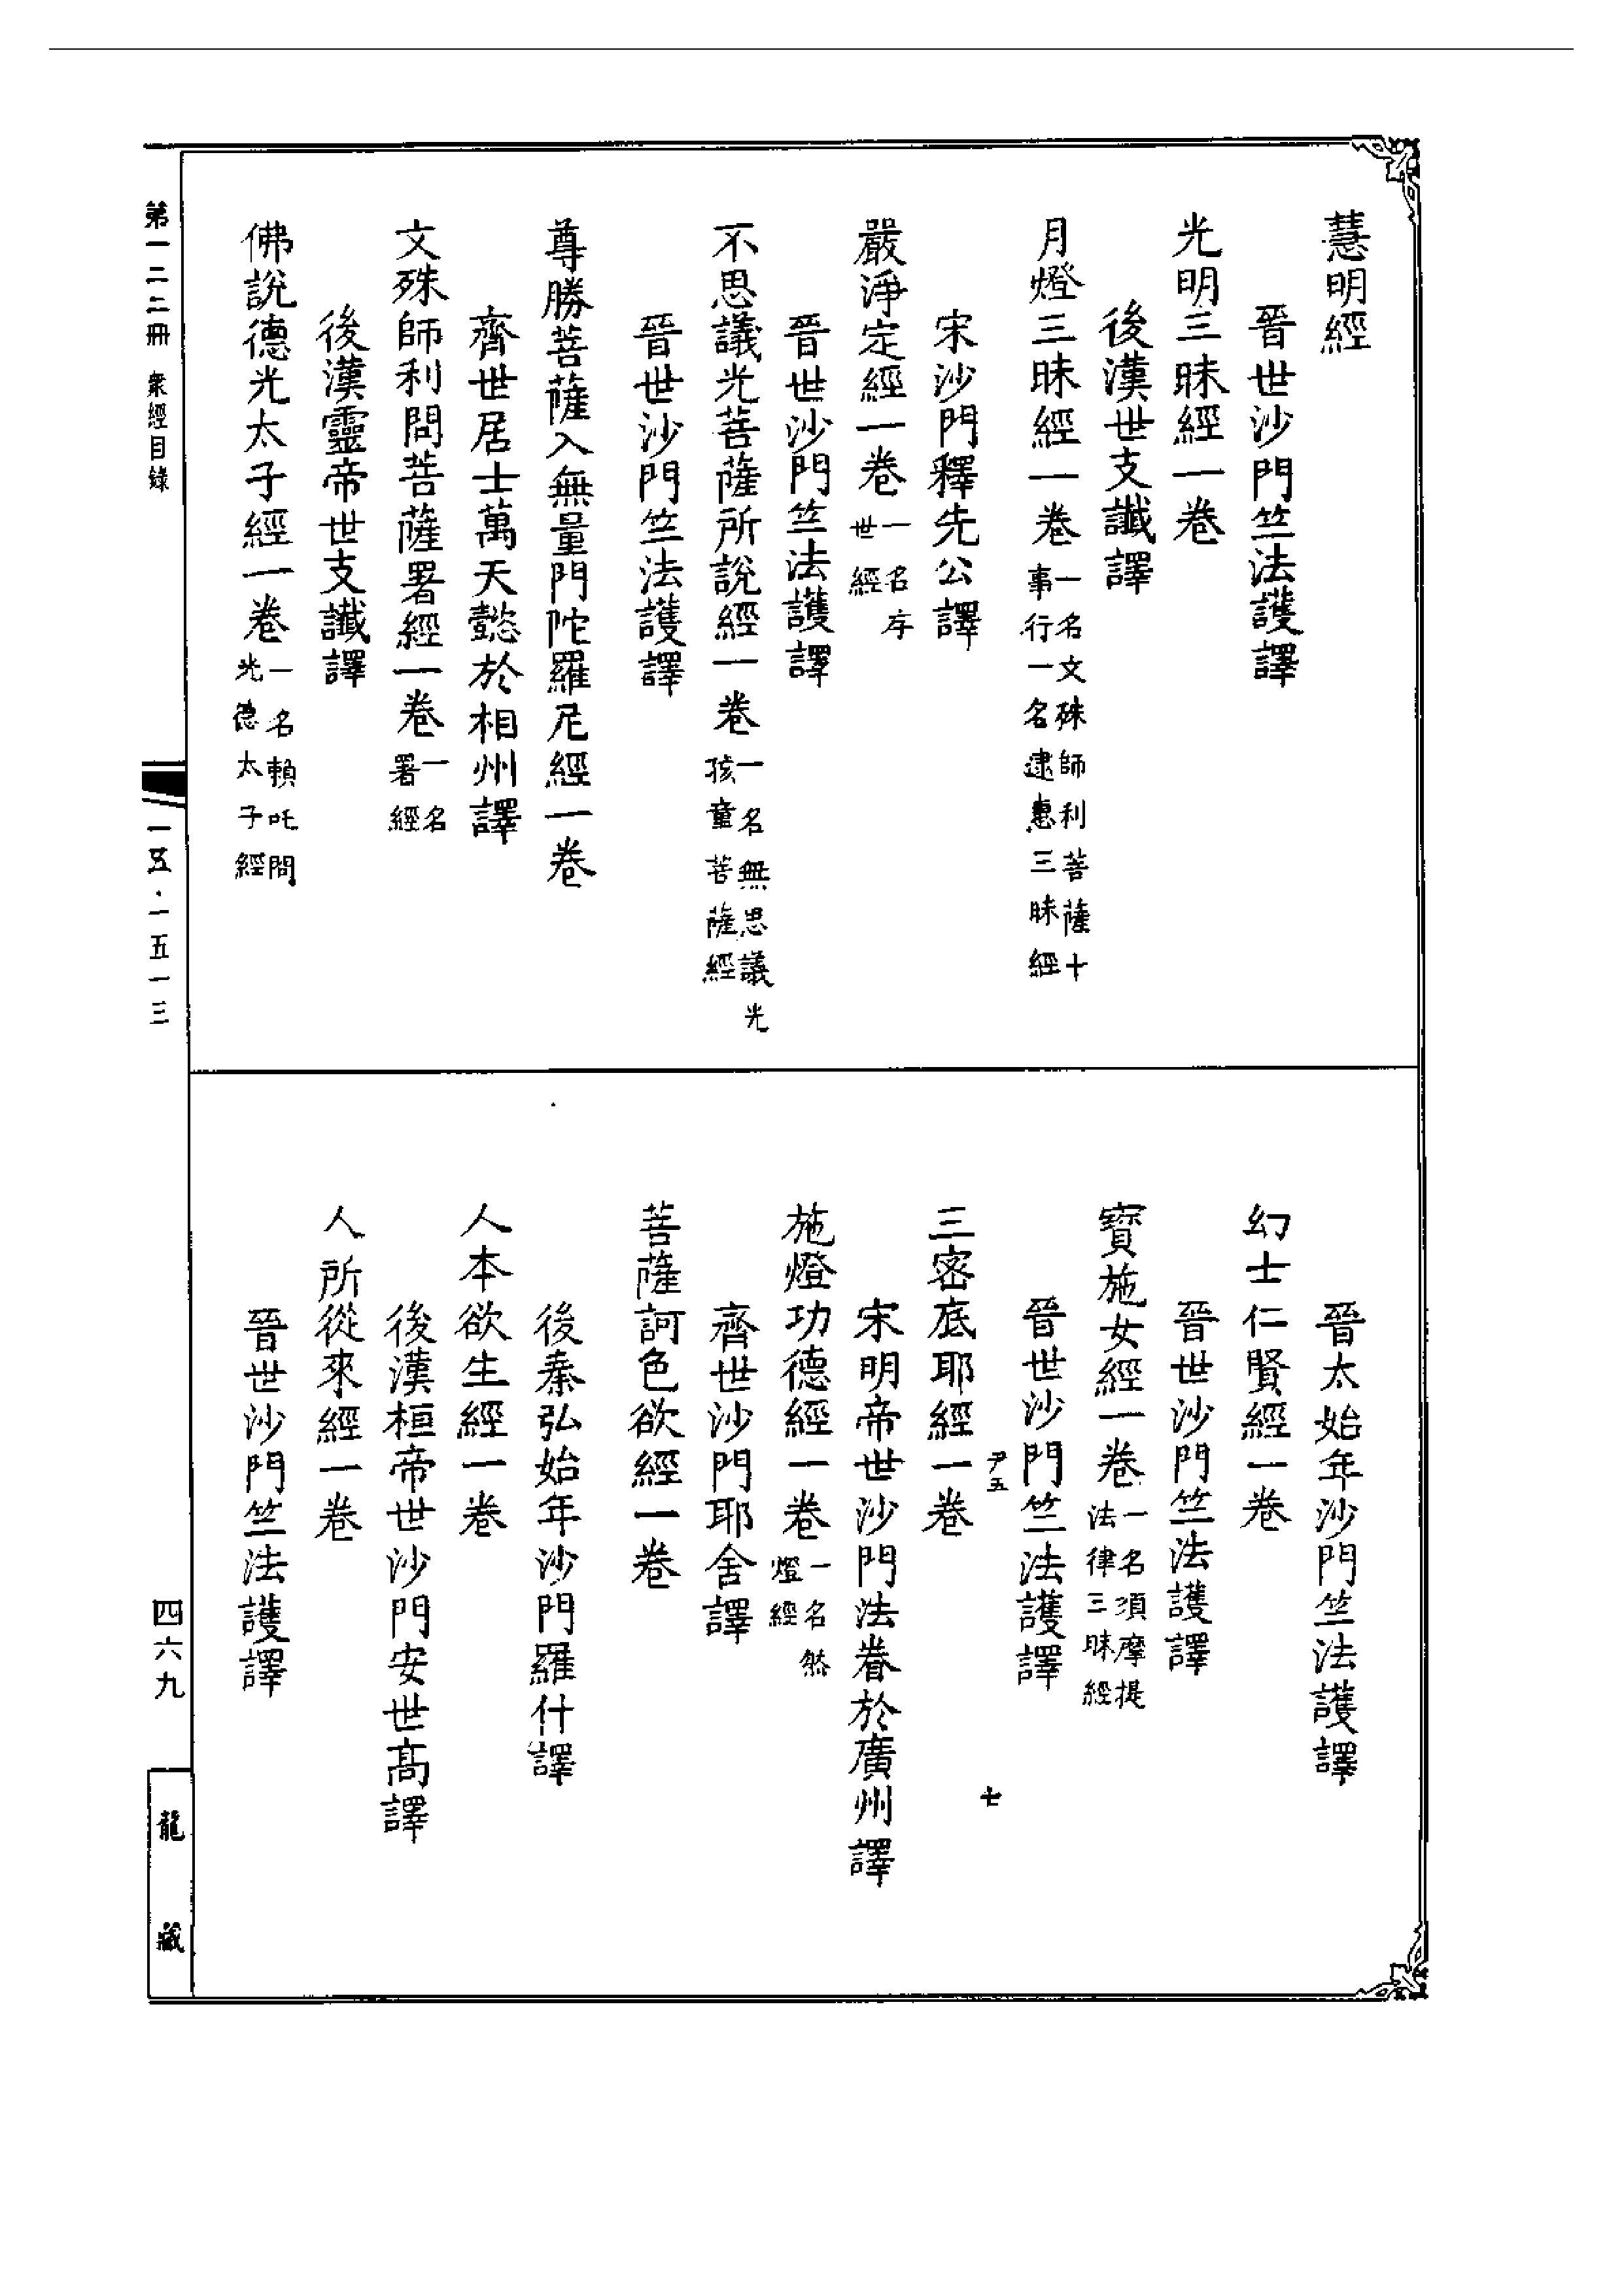 慧明經
晉世沙門竺法護譯
光明三昧經一卷
後漢世支讖譯
月燈三昧經一卷一名文殊師利菩薩十事行一名逮慧三昧經
宋沙門釋先公譯
嚴淨定經一卷一名序世經
晉世沙門竺法護譯
不思議光菩薩所說經一卷一名無思議光孩童菩薩經
晉世沙門竺法護譯
尊勝菩薩入無量門陀羅尼經一卷
齊世居士萬天懿於相州譯
文殊師利問菩薩署經一卷一名署經
後漢靈帝世支讖譯
佛說德光太子經一卷一名賴吒問光德太子經
晉太始年沙門竺法護譯
幻士仁賢經一卷
晉世沙門竺法護譯
寶施女經一卷一名須摩提法律三昧經
晉世沙門竺法護譯
尹五 七
三密底耶經一卷
宋明帝世沙門法眷於廣州譯
施燈功德經一卷一名然燈經
齊世沙門耶舍譯
菩薩訶色欲經一卷
後秦弘始年沙門羅什譯
人本欲生經一卷
後漢桓帝世沙門安世高譯
人所從來經一卷
晉世沙門竺法護譯
第一二二冊 衆經目錄
一五一三
四六九
龍藏